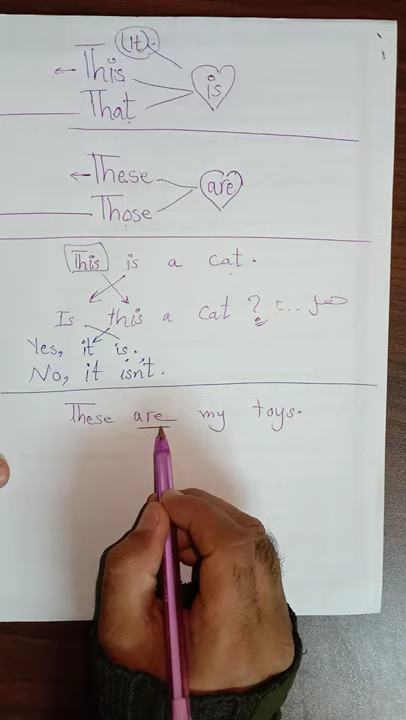 (It)
← This
is
That
← These
are
Those
This is a cat.
Is this a cat ? هل ...؟
Yes, it is.
No, it isn't.
These are my toys.